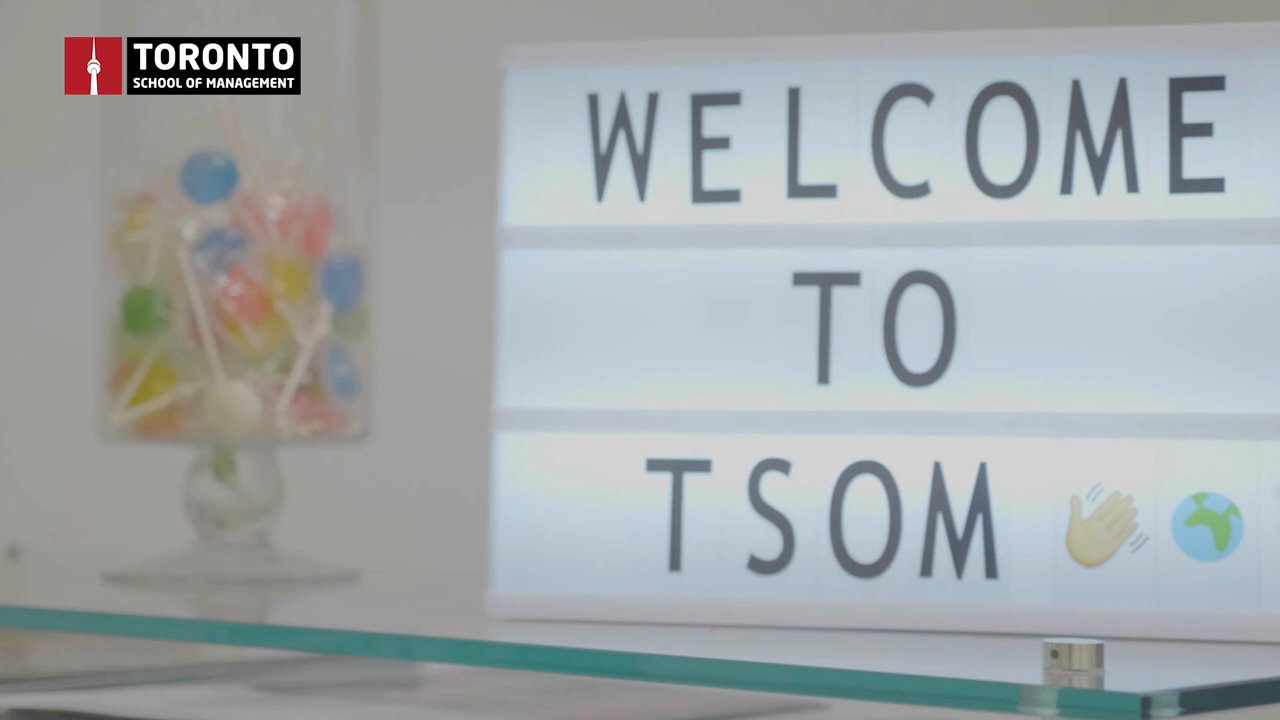 TORONTO
SCHOOL OF MANAGEMENT
WELCOME
TO
TSOM 👋 🌍